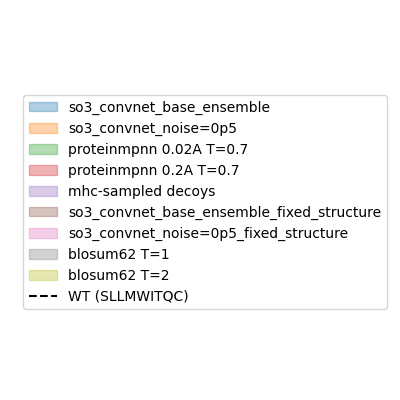 so3_convnet_base_ensemble
so3_convnet_noise=0p5
proteinmpnn 0.02A T=0.7
proteinmpnn 0.2A T=0.7
mhc-sampled decoys
so3_convnet_base_ensemble_fixed_structure
so3_convnet_noise=0p5_fixed_structure
blosum62 T=1
blosum62 T=2
WT (SLLMWITQC)